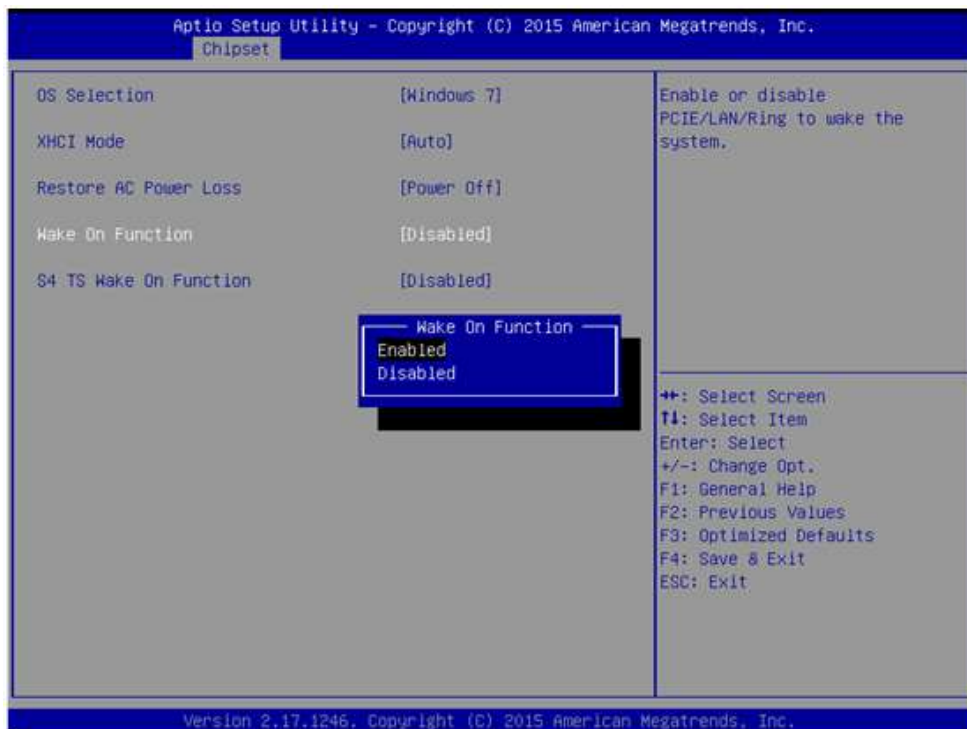 Aptio Setup Utility – Copyright (C) 2015 American Megatrends, Inc.
Chipset
OS Selection [Windows 7]
XHCI Mode [Auto]
Restore AC Power Loss [Power Off]
Wake On Function [Disabled]
S4 TS Wake On Function [Disabled]
Wake On Function
Enabled
Disabled
Enable or disable
PCIE/LAN/Ring to wake the
system.
→←: Select Screen
↑↓: Select Item
Enter: Select
+/-: Change Opt.
F1: General Help
F2: Previous Values
F3: Optimized Defaults
F4: Save & Exit
ESC: Exit
Version 2.17.1246. Copyright (C) 2015 American Megatrends, Inc.